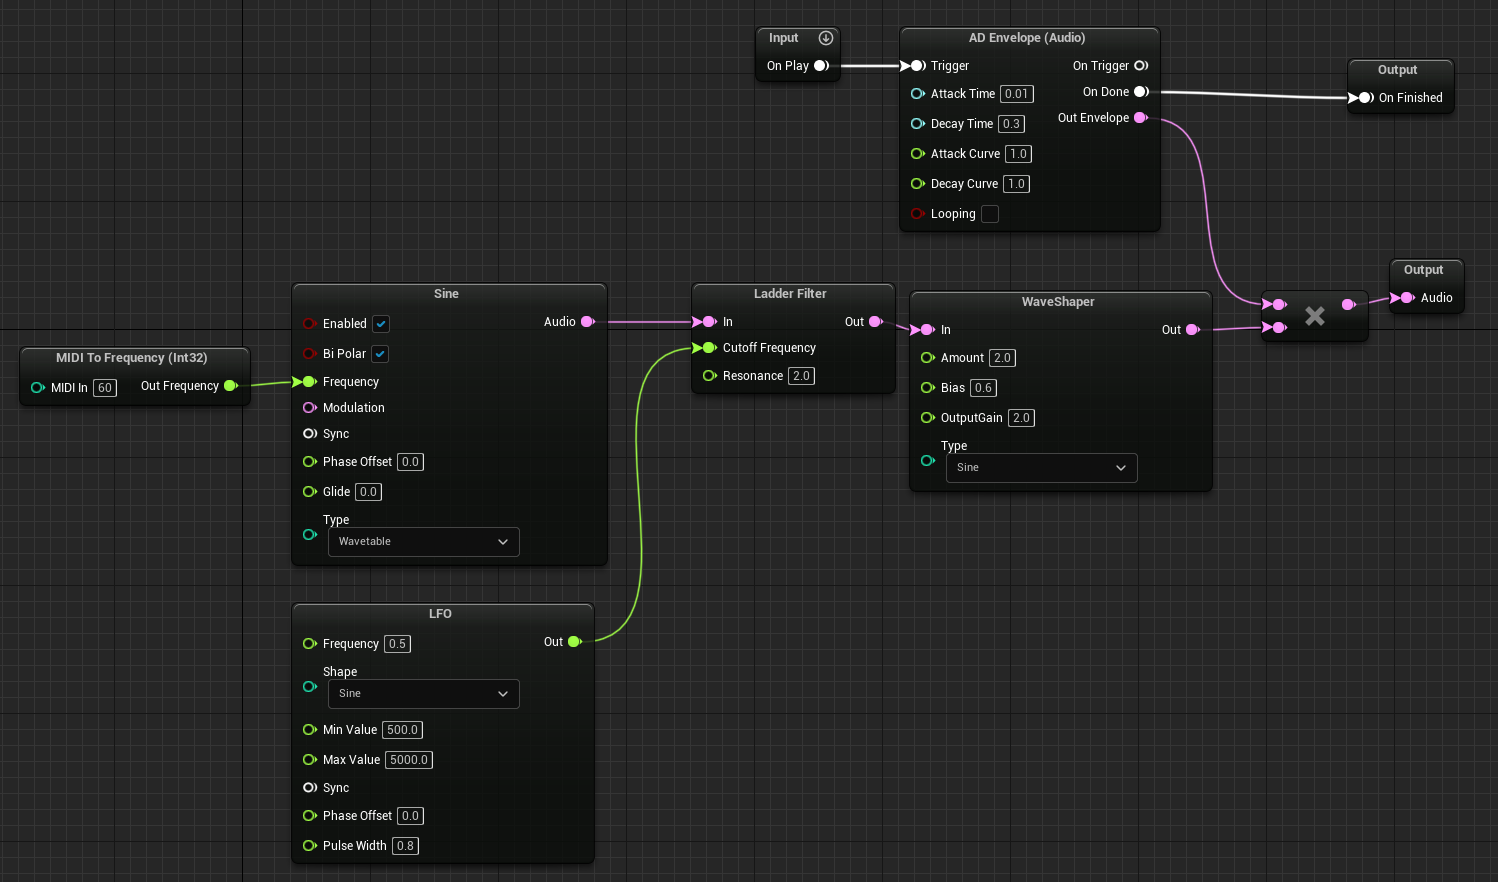 Input
On Play
AD Envelope (Audio)
Trigger
On Trigger
Attack Time 0.01
On Done
Decay Time 0.3
Out Envelope
Attack Curve 1.0
Decay Curve 1.0
Looping
Output
On Finished
MIDI To Frequency (Int32)
MIDI In 60
Out Frequency
Sine
Enabled
Audio
Bi Polar
Frequency
Modulation
Sync
Phase Offset 0.0
Glide 0.0
Type
Wavetable
Ladder Filter
In
Out
Cutoff Frequency
Resonance 2.0
WaveShaper
In
Out
Amount 2.0
Bias 0.6
OutputGain 2.0
Type
Sine
Output
Audio
LFO
Frequency 0.5
Out
Shape
Sine
Min Value 500.0
Max Value 5000.0
Sync
Phase Offset 0.0
Pulse Width 0.8